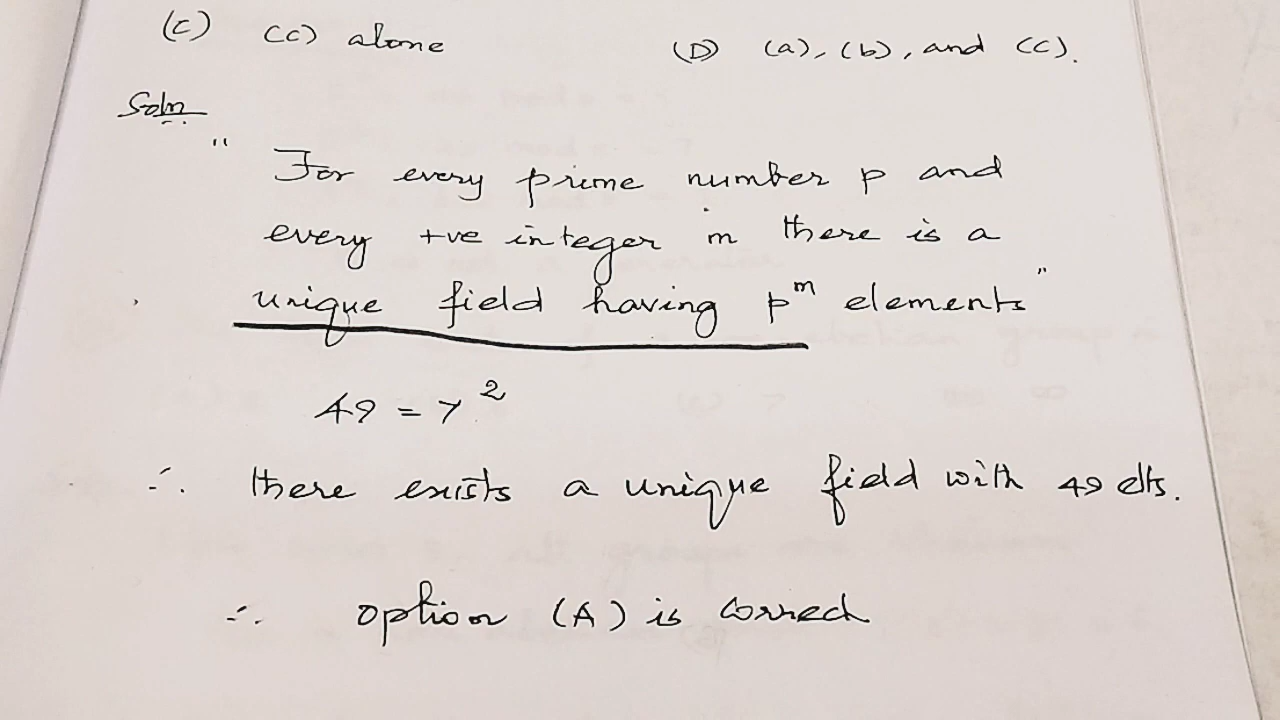 (C) (c) alone (D) (a), (b), and (c).
Soln
" For every prime number p and
every +ve integer m there is a
unique field having p^m elements "
49 = 7^2
∴ there exists a unique field with 49 elts.
∴ option (A) is correct